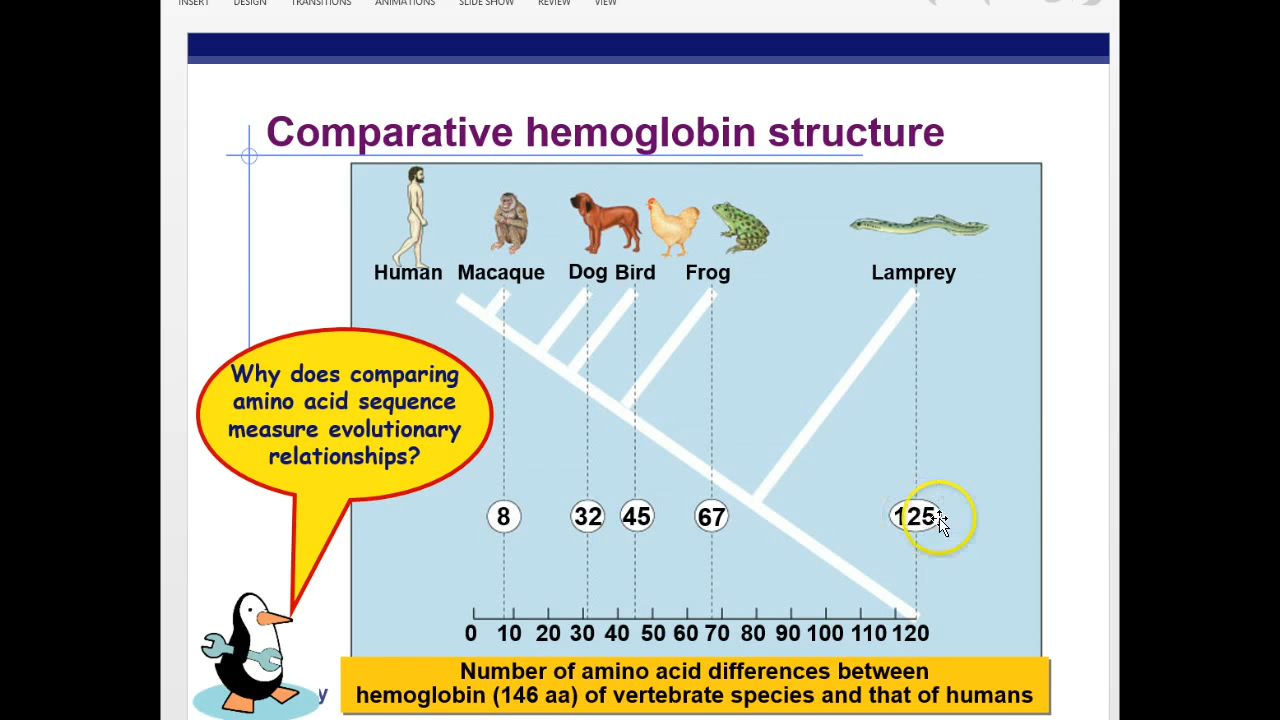 INSERT DESIGN TRANSITIONS ANIMATIONS SLIDE SHOW REVIEW VIEW
Comparative hemoglobin structure
Human Macaque Dog Bird Frog Lamprey
Why does comparing
amino acid sequence
measure evolutionary
relationships?
8 32 45 67 125
0 10 20 30 40 50 60 70 80 90 100 110 120
Number of amino acid differences between
hemoglobin (146 aa) of vertebrate species and that of humans